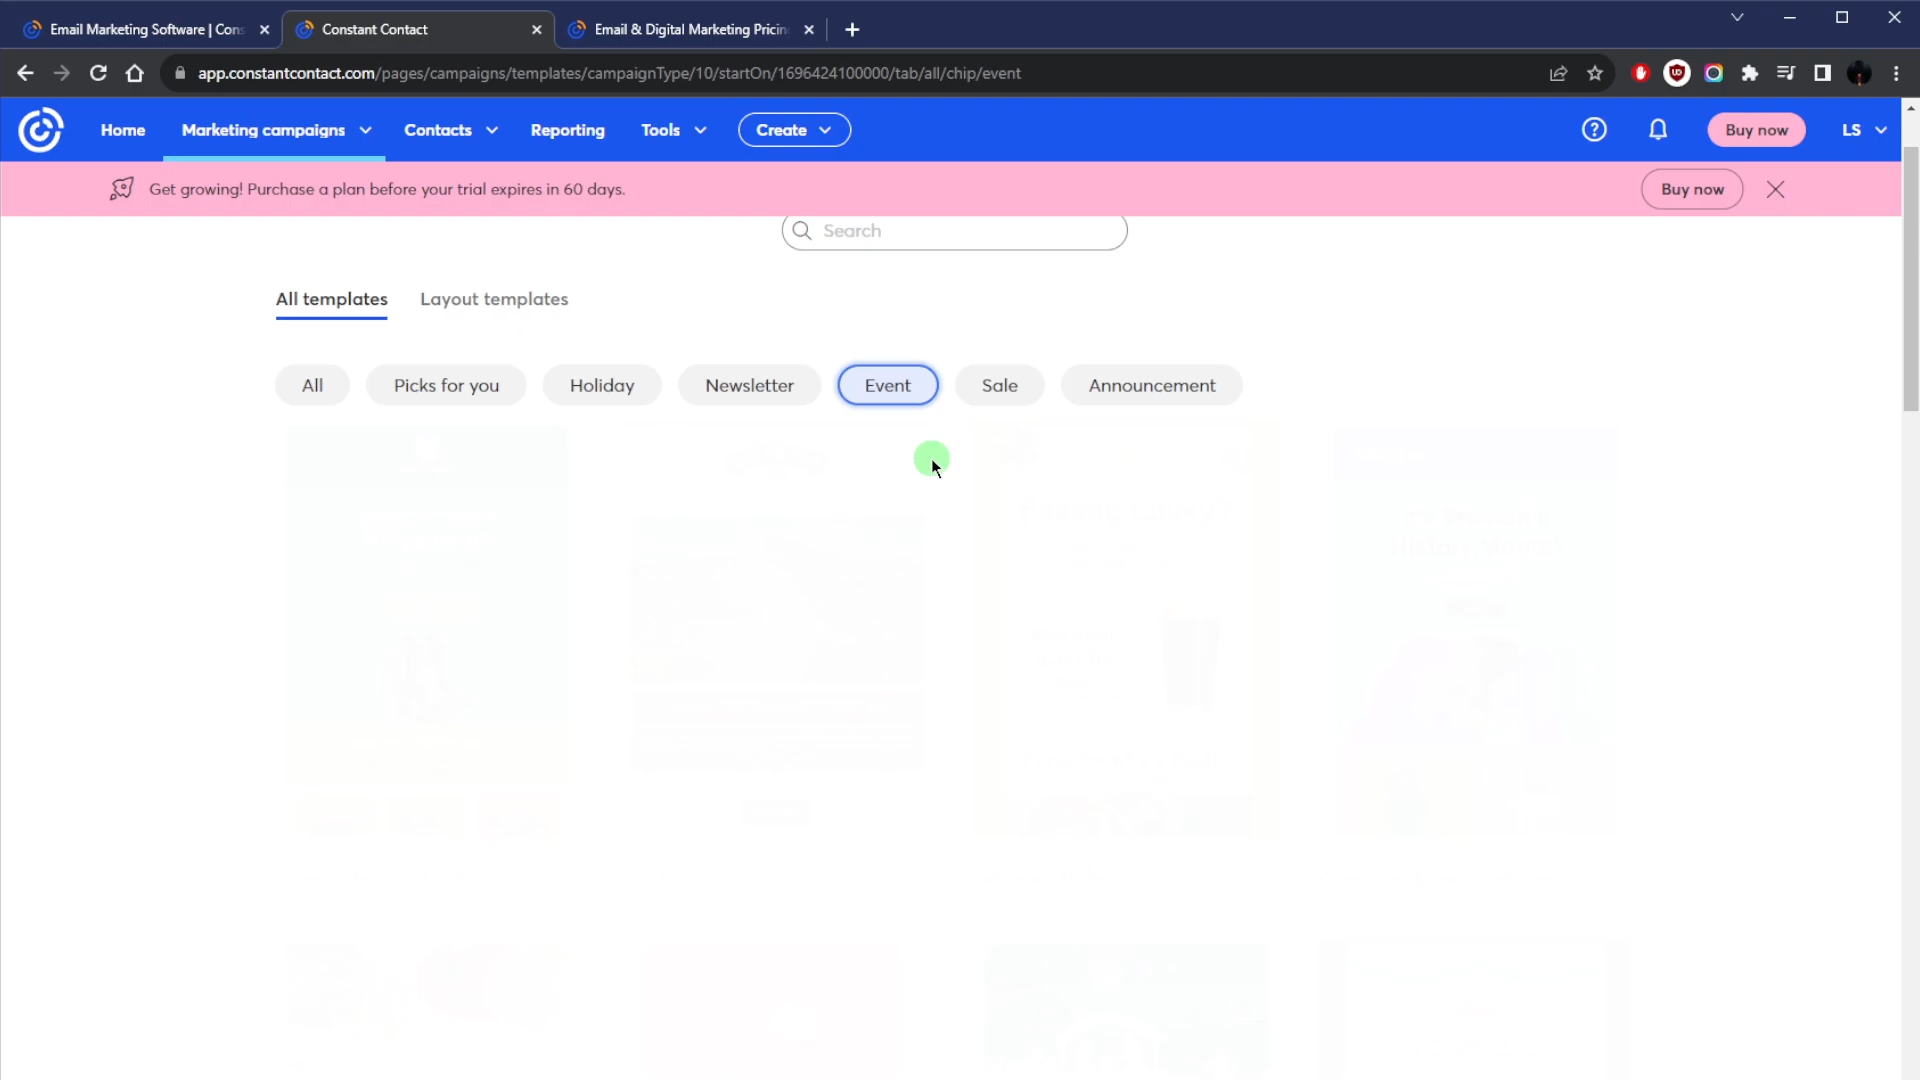 Email Marketing Software | Cons
Constant Contact
Email & Digital Marketing Pricin
app.constantcontact.com/pages/campaigns/templates/campaignType/10/startOn/1696424100000/tab/all/chip/event
Home
Marketing campaigns
Contacts
Reporting
Tools
Create
Buy now
LS
Get growing! Purchase a plan before your trial expires in 60 days.
Buy now
Search
All templates
Layout templates
All
Picks for you
Holiday
Newsletter
Event
Sale
Announcement